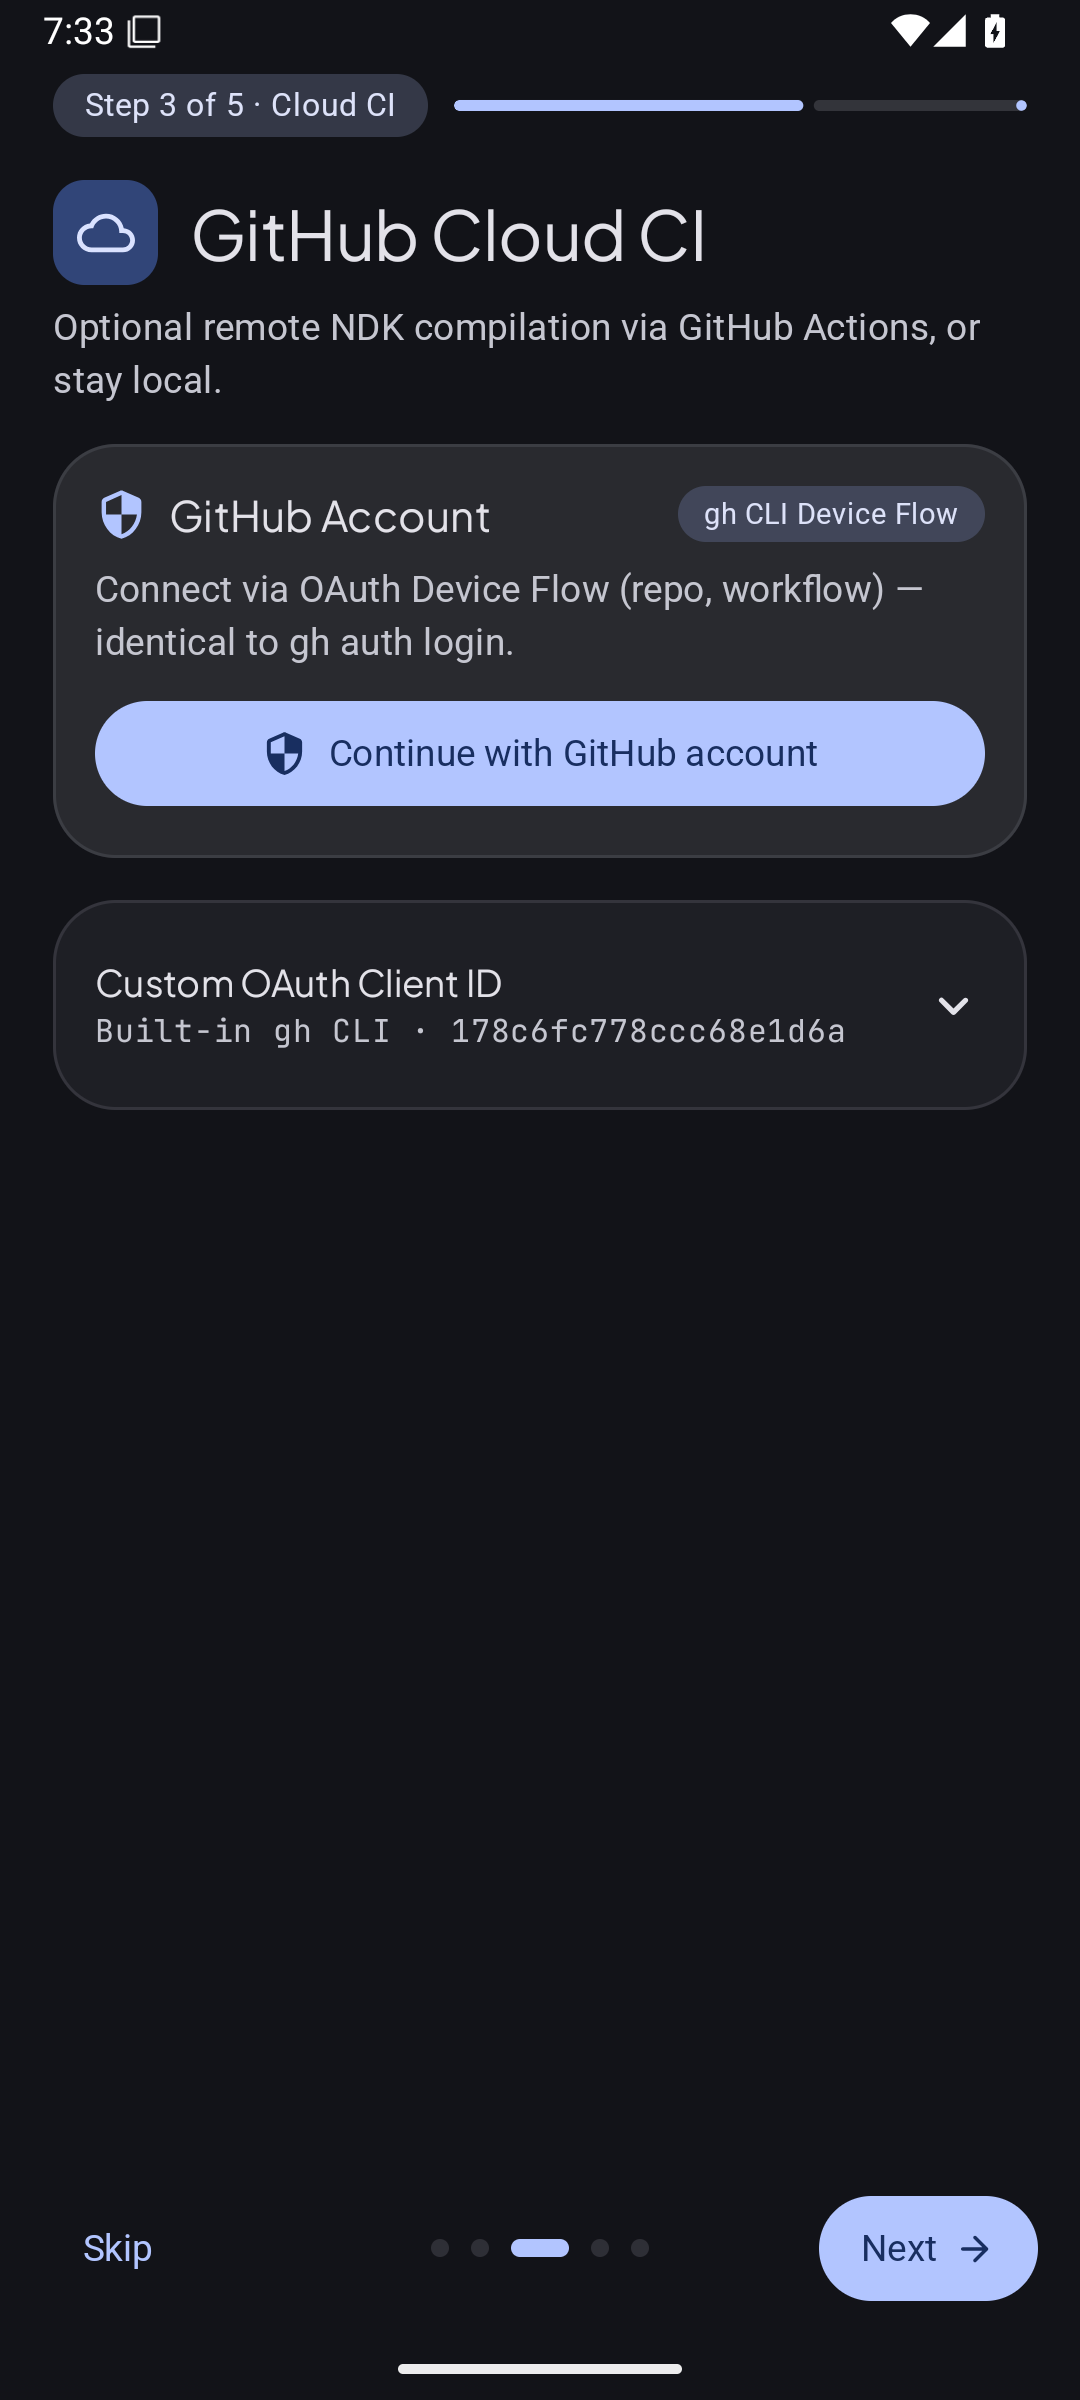 7:33
Step 3 of 5 · Cloud CI
GitHub Cloud CI
Optional remote NDK compilation via GitHub Actions, or
stay local.
GitHub Account
gh CLI Device Flow
Connect via OAuth Device Flow (repo, workflow) —
identical to gh auth login.
Continue with GitHub account
Custom OAuth Client ID
Built-in gh CLI · 178c6fc778ccc68e1d6a
Skip
Next